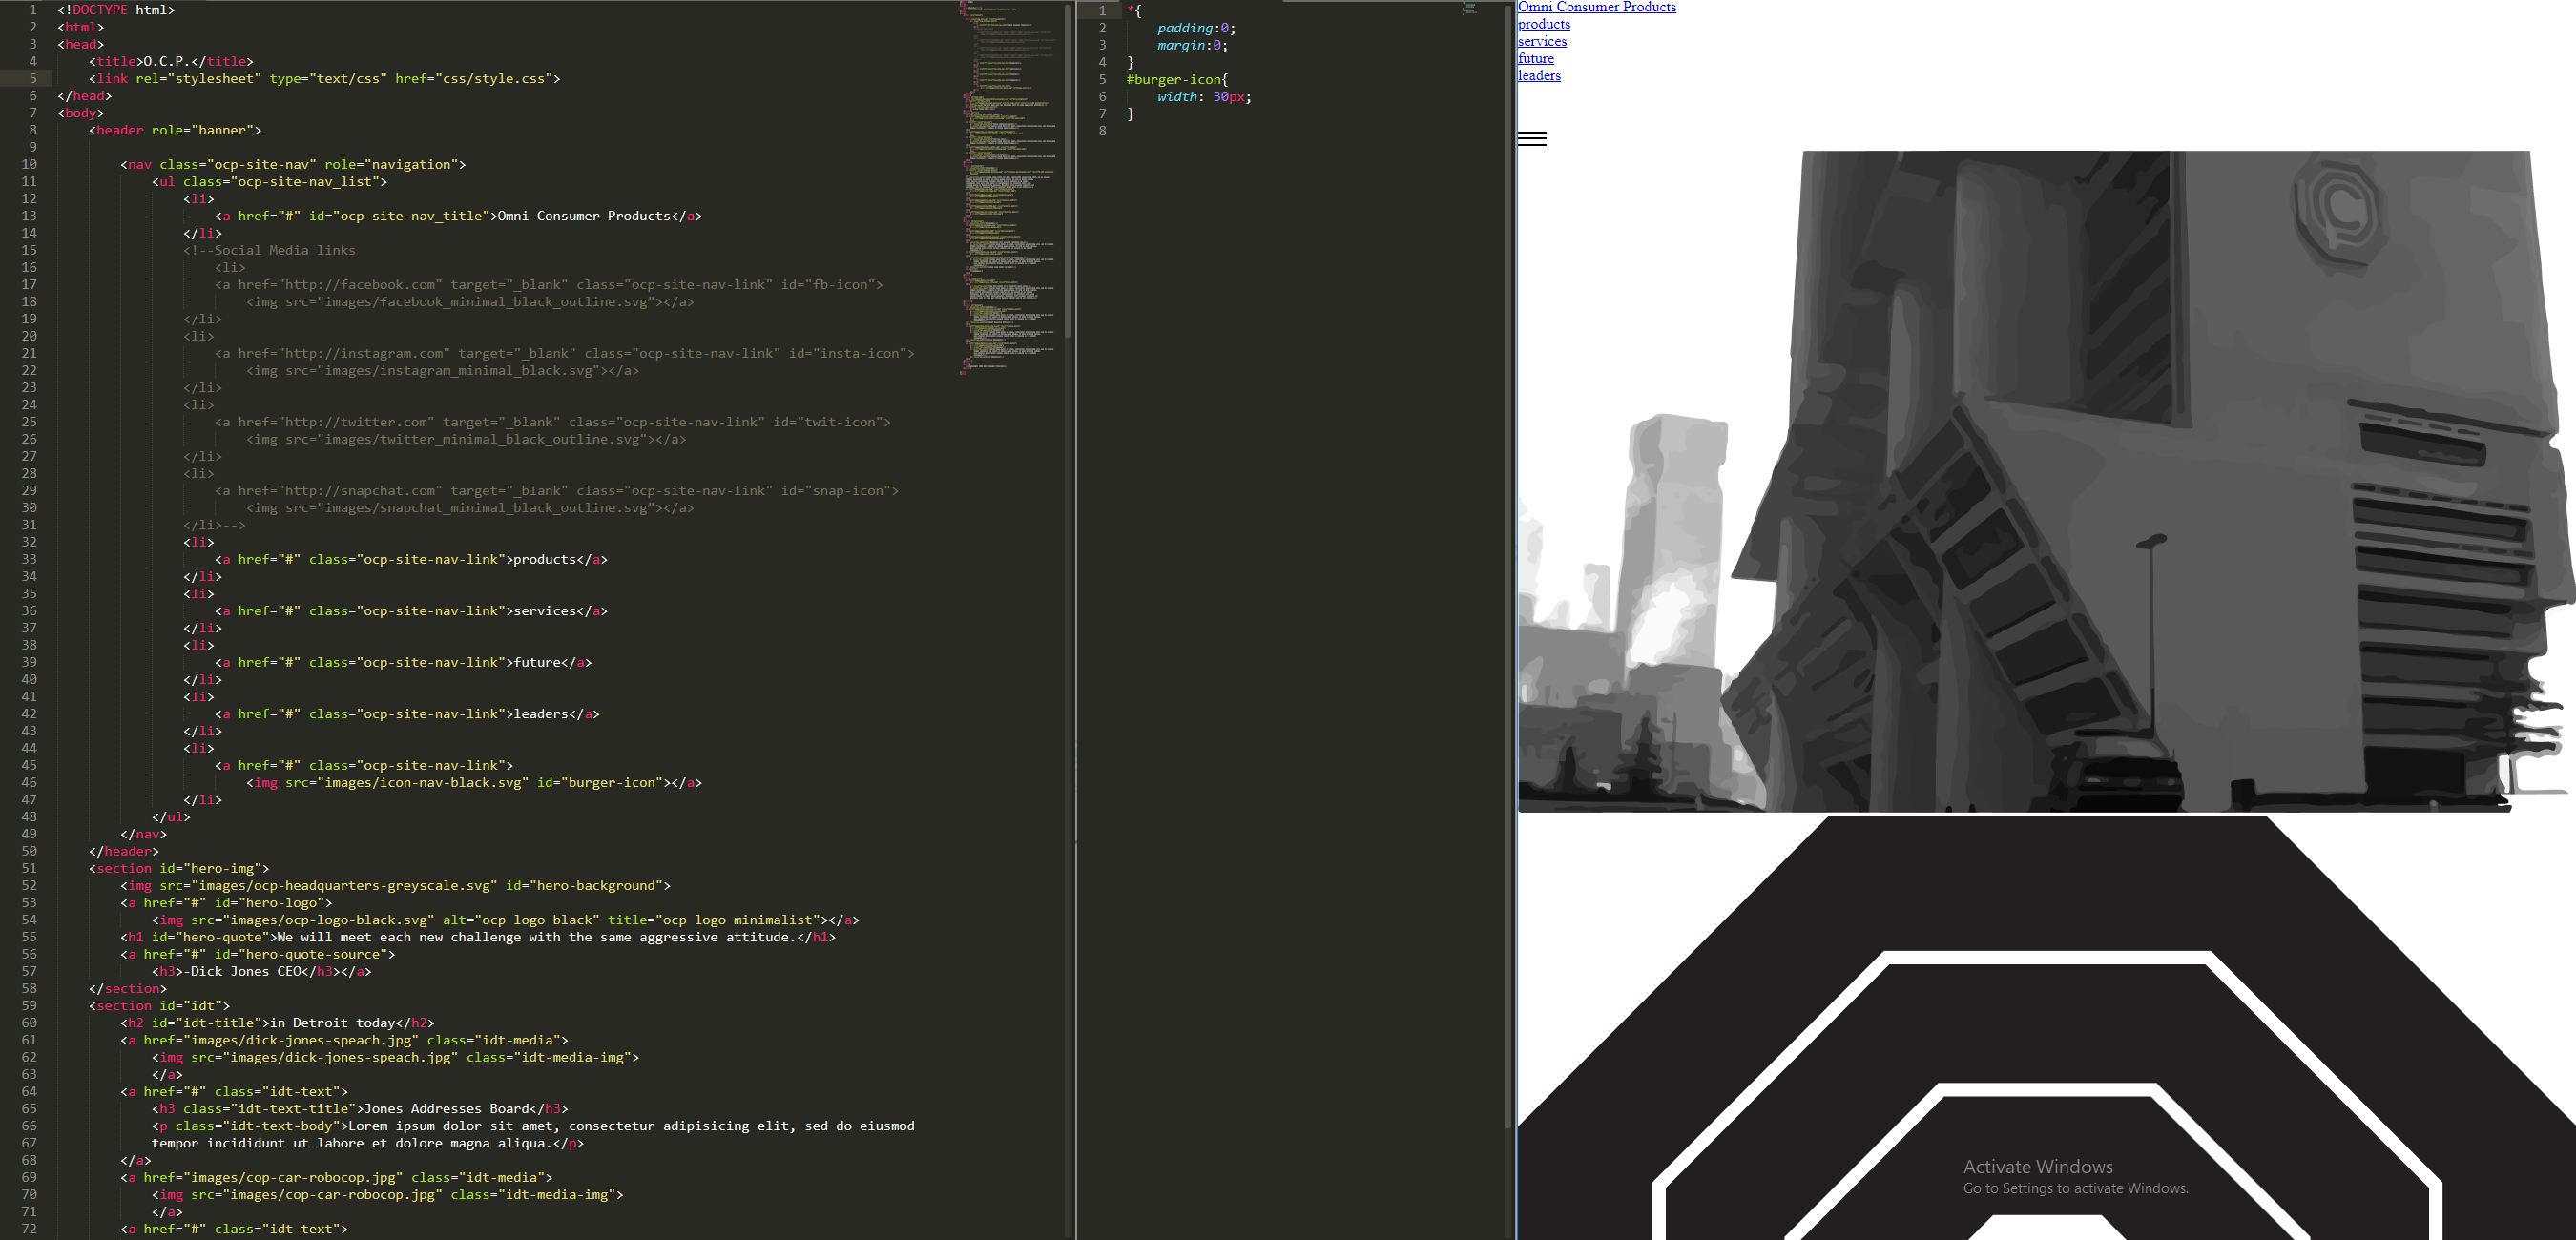 1 <!DOCTYPE html>
2 <html>
3 <head>
4 <title>O.C.P.</title>
5 <link rel="stylesheet" type="text/css" href="css/style.css">
6 </head>
7 <body>
8 <header role="banner">
9
10 <nav class="ocp-site-nav" role="navigation">
11 <ul class="ocp-site-nav_list">
12 <li>
13 <a href="#" id="ocp-site-nav_title">Omni Consumer Products</a>
14 </li>
15 <!--Social Media links
16 <li>
17 <a href="http://facebook.com" target="_blank" class="ocp-site-nav-link" id="fb-icon">
18 <img src="images/facebook_minimal_black_outline.svg"></a>
19 </li>
20 <li>
21 <a href="http://instagram.com" target="_blank" class="ocp-site-nav-link" id="insta-icon">
22 <img src="images/instagram_minimal_black.svg"></a>
23 </li>
24 <li>
25 <a href="http://twitter.com" target="_blank" class="ocp-site-nav-link" id="twit-icon">
26 <img src="images/twitter_minimal_black_outline.svg"></a>
27 </li>
28 <li>
29 <a href="http://snapchat.com" target="_blank" class="ocp-site-nav-link" id="snap-icon">
30 <img src="images/snapchat_minimal_black_outline.svg"></a>
31 </li>-->
32 <li>
33 <a href="#" class="ocp-site-nav-link">products</a>
34 </li>
35 <li>
36 <a href="#" class="ocp-site-nav-link">services</a>
37 </li>
38 <li>
39 <a href="#" class="ocp-site-nav-link">future</a>
40 </li>
41 <li>
42 <a href="#" class="ocp-site-nav-link">leaders</a>
43 </li>
44 <li>
45 <a href="#" class="ocp-site-nav-link">
46 <img src="images/icon-nav-black.svg" id="burger-icon"></a>
47 </li>
48 </ul>
49 </nav>
50 </header>
51 <section id="hero-img">
52 <img src="images/ocp-headquarters-greyscale.svg" id="hero-background">
53 <a href="#" id="hero-logo">
54 <img src="images/ocp-logo-black.svg" alt="ocp logo black" title="ocp logo minimalist"></a>
55 <h1 id="hero-quote">We will meet each new challenge with the same aggressive attitude.</h1>
56 <a href="#" id="hero-quote-source">
57 <h3>-Dick Jones CEO</h3></a>
58 </section>
59 <section id="idt">
60 <h2 id="idt-title">in Detroit today</h2>
61 <a href="images/dick-jones-speach.jpg" class="idt-media">
62 <img src="images/dick-jones-speach.jpg" class="idt-media-img">
63 </a>
64 <a href="#" class="idt-text">
65 <h3 class="idt-text-title">Jones Addresses Board</h3>
66 <p class="idt-text-body">Lorem ipsum dolor sit amet, consectetur adipisicing elit, sed do eiusmod
67 tempor incididunt ut labore et dolore magna aliqua.</p>
68 </a>
69 <a href="images/cop-car-robocop.jpg" class="idt-media">
70 <img src="images/cop-car-robocop.jpg" class="idt-media-img">
71 </a>
72 <a href="#" class="idt-text">
1 *{
2 padding:0;
3 margin:0;
4 }
5 #burger-icon{
6 width: 30px;
7 }
8
Omni Consumer Products
products
services
future
leaders
Activate Windows
Go to Settings to activate Windows.